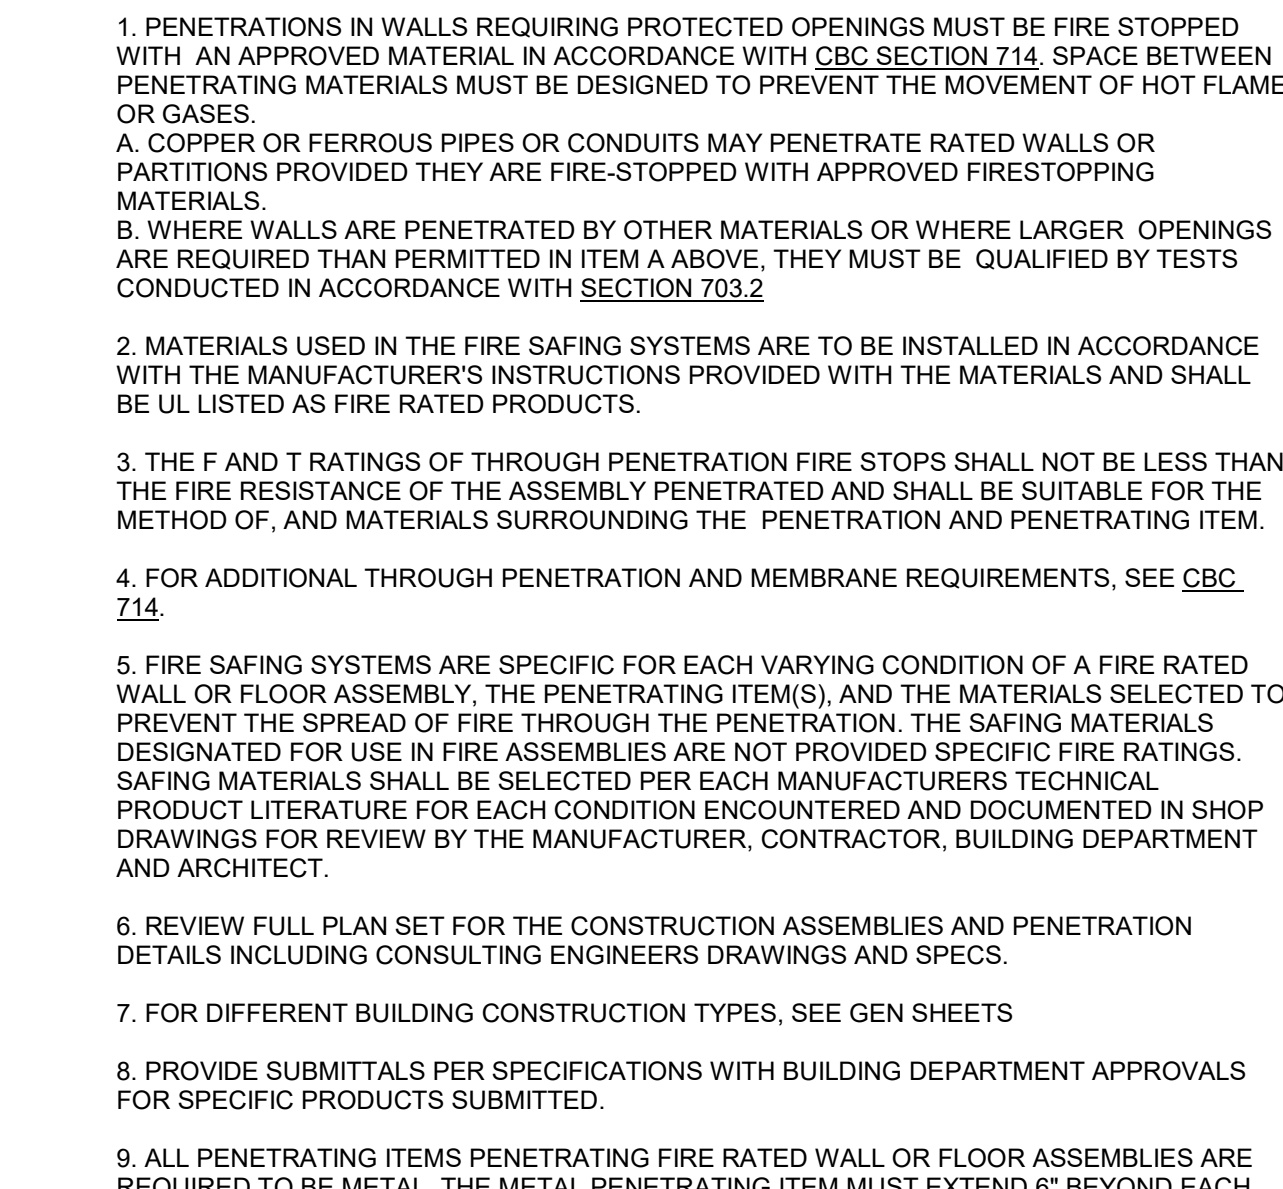 1. PENETRATIONS IN WALLS REQUIRING PROTECTED OPENINGS MUST BE FIRE STOPPED
WITH  AN APPROVED MATERIAL IN ACCORDANCE WITH CBC SECTION 714. SPACE BETWEEN
PENETRATING MATERIALS MUST BE DESIGNED TO PREVENT THE MOVEMENT OF HOT FLAME
OR GASES.
A. COPPER OR FERROUS PIPES OR CONDUITS MAY PENETRATE RATED WALLS OR
PARTITIONS PROVIDED THEY ARE FIRE-STOPPED WITH APPROVED FIRESTOPPING
MATERIALS.
B. WHERE WALLS ARE PENETRATED BY OTHER MATERIALS OR WHERE LARGER  OPENINGS
ARE REQUIRED THAN PERMITTED IN ITEM A ABOVE, THEY MUST BE  QUALIFIED BY TESTS
CONDUCTED IN ACCORDANCE WITH SECTION 703.2
2. MATERIALS USED IN THE FIRE SAFING SYSTEMS ARE TO BE INSTALLED IN ACCORDANCE
WITH THE MANUFACTURER'S INSTRUCTIONS PROVIDED WITH THE MATERIALS AND SHALL
BE UL LISTED AS FIRE RATED PRODUCTS.
3. THE F AND T RATINGS OF THROUGH PENETRATION FIRE STOPS SHALL NOT BE LESS THAN
THE FIRE RESISTANCE OF THE ASSEMBLY PENETRATED AND SHALL BE SUITABLE FOR THE
METHOD OF, AND MATERIALS SURROUNDING THE  PENETRATION AND PENETRATING ITEM.
4. FOR ADDITIONAL THROUGH PENETRATION AND MEMBRANE REQUIREMENTS, SEE CBC
714.
5. FIRE SAFING SYSTEMS ARE SPECIFIC FOR EACH VARYING CONDITION OF A FIRE RATED
WALL OR FLOOR ASSEMBLY, THE PENETRATING ITEM(S), AND THE MATERIALS SELECTED TO
PREVENT THE SPREAD OF FIRE THROUGH THE PENETRATION. THE SAFING MATERIALS
DESIGNATED FOR USE IN FIRE ASSEMBLIES ARE NOT PROVIDED SPECIFIC FIRE RATINGS.
SAFING MATERIALS SHALL BE SELECTED PER EACH MANUFACTURERS TECHNICAL
PRODUCT LITERATURE FOR EACH CONDITION ENCOUNTERED AND DOCUMENTED IN SHOP
DRAWINGS FOR REVIEW BY THE MANUFACTURER, CONTRACTOR, BUILDING DEPARTMENT
AND ARCHITECT.
6. REVIEW FULL PLAN SET FOR THE CONSTRUCTION ASSEMBLIES AND PENETRATION
DETAILS INCLUDING CONSULTING ENGINEERS DRAWINGS AND SPECS.
7. FOR DIFFERENT BUILDING CONSTRUCTION TYPES, SEE GEN SHEETS
8. PROVIDE SUBMITTALS PER SPECIFICATIONS WITH BUILDING DEPARTMENT APPROVALS
FOR SPECIFIC PRODUCTS SUBMITTED.
9. ALL PENETRATING ITEMS PENETRATING FIRE RATED WALL OR FLOOR ASSEMBLIES ARE
REQUIRED TO BE METAL. THE METAL PENETRATING ITEM MUST EXTEND 6" BEYOND EACH